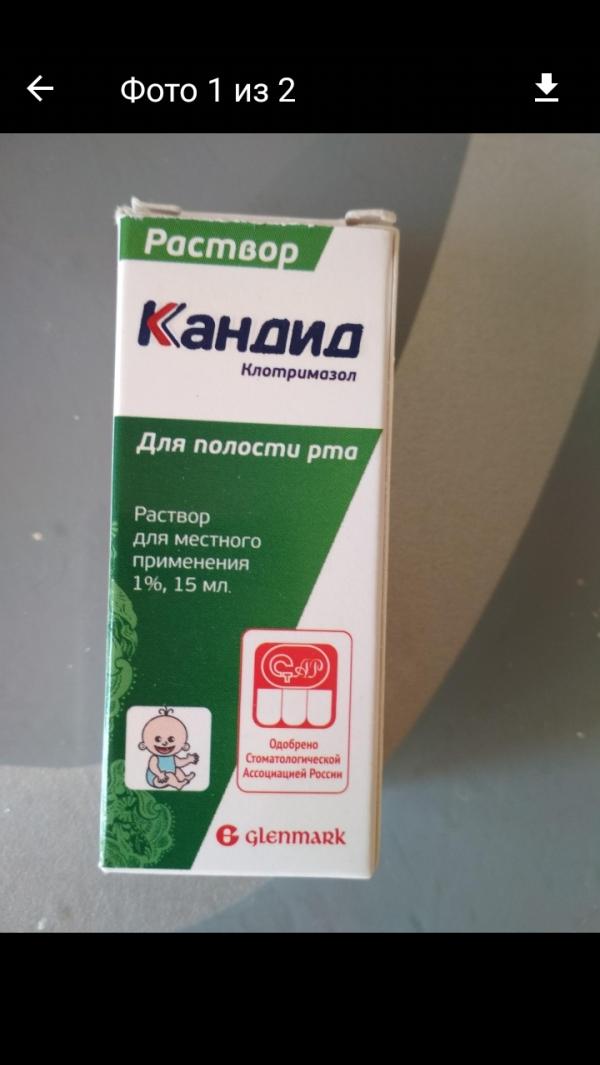 Фото 1 из 2
Раствор
Кандид
Клотримазол
Для полости рта
Раствор
для местного
применения
1%, 15 мл.
САР
Одобрено
Стоматологической
Ассоциацией России
Glenmark